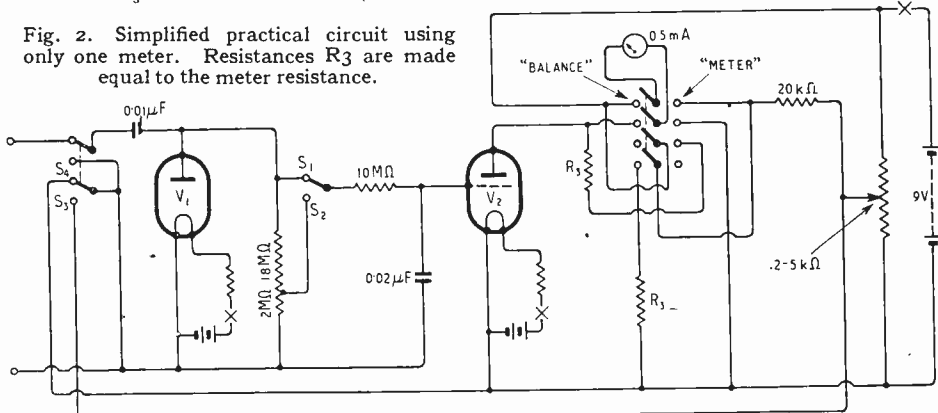 Fig. 2. Simplified practical circuit using
only one meter. Resistances R3 are made
equal to the meter resistance.
0·5mA
"BALANCE"
"METER"
0·01μF
20kΩ
S4
S3
V1
S1
S2
10MΩ
V2
R3
9V
18MΩ
2MΩ
0·02μF
·2-5kΩ
R3